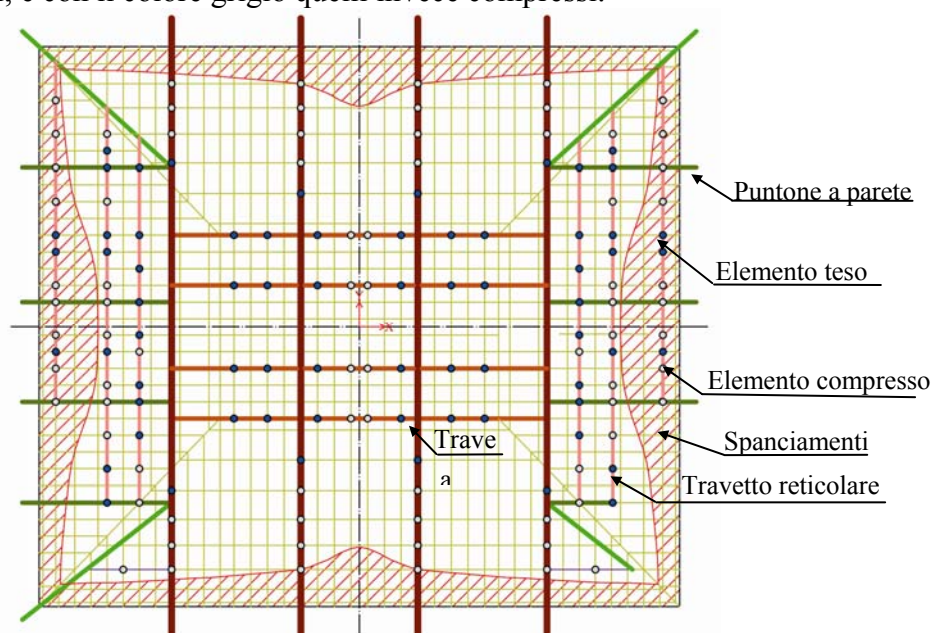 i, e con il colore grigio quelli invece compressi.
Puntone a parete
Elemento teso
Elemento compresso
Trave
a
Spanciamenti
Travetto reticolare